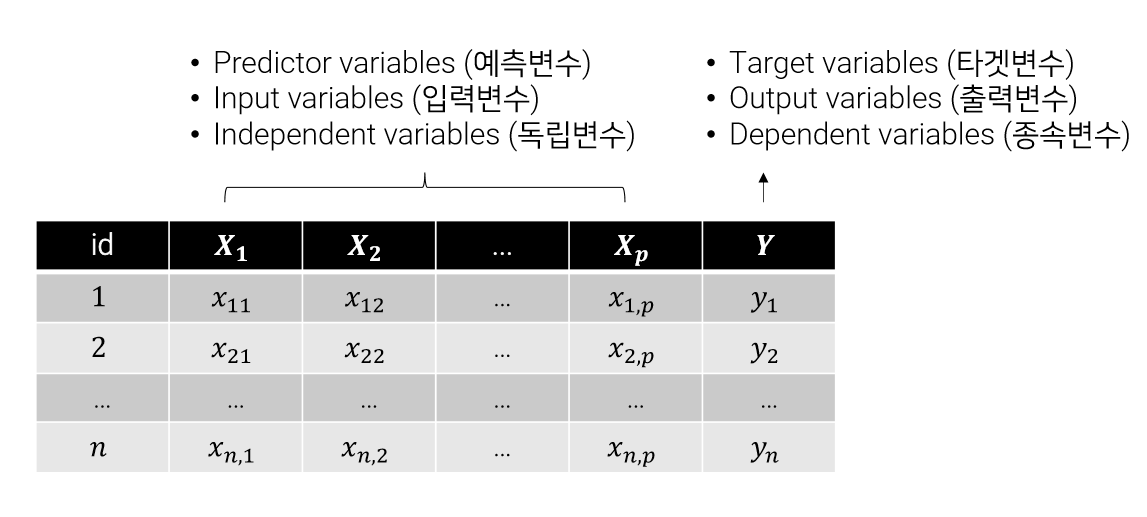 • Predictor variables (예측변수)
• Input variables (입력변수)
• Independent variables (독립변수)
• Target variables (타겟변수)
• Output variables (출력변수)
• Dependent variables (종속변수)
id X₁ X₂ ... Xₚ Y
1 x₁₁ x₁₂ ... x₁,ₚ y₁
2 x₂₁ x₂₂ ... x₂,ₚ y₂
... ... ... ... ... ...
n xₙ,₁ xₙ,₂ ... xₙ,ₚ yₙ